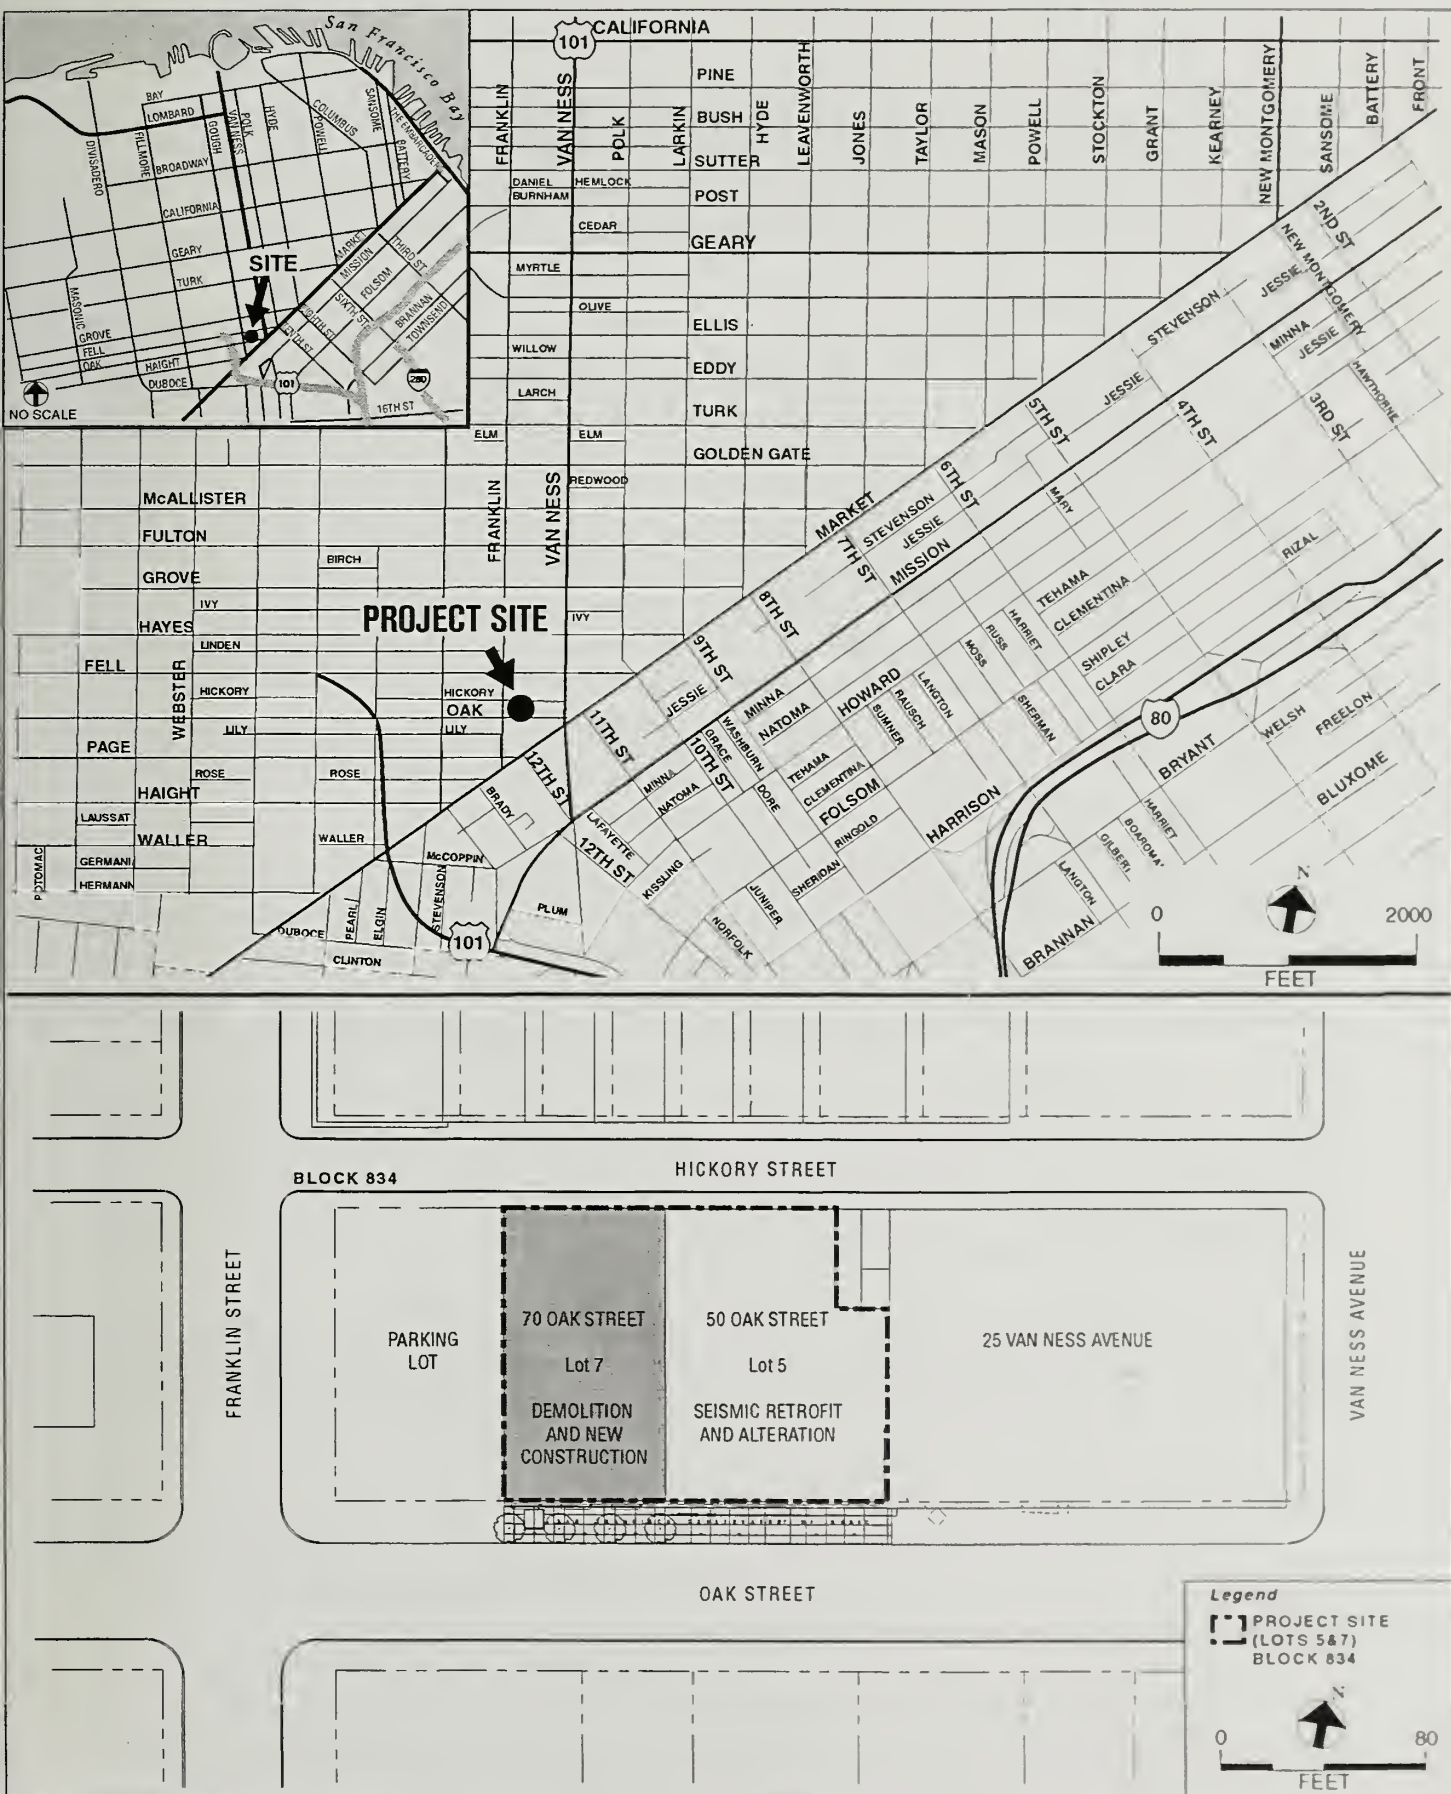 San Francisco Bay
BAY
LOMBARD
DIVISADERO
FILLMORE
GOUGH
VAN NESS
POLK
HYDE
COLUMBUS
POWELL
SANSOME
BATTERY
THE EMBARCADERO
BROADWAY
CALIFORNIA
GEARY
TURK
MASONIC
GROVE
FELL
OAK
HAIGHT
DUBOCE
SITE
MARKET
MISSION
FOLSOM
THIRD ST
SIXTH ST
EIGHTH ST
TENTH ST
BRANNAN
TOWNSEND
101
280
16TH ST
NO SCALE
101
CALIFORNIA
FRANKLIN
VAN NESS
POLK
LARKIN
HYDE
LEAVENWORTH
JONES
TAYLOR
MASON
POWELL
STOCKTON
GRANT
KEARNEY
NEW MONTGOMERY
SANSOME
BATTERY
FRONT
PINE
BUSH
SUTTER
POST
GEARY
ELLIS
EDDY
TURK
GOLDEN GATE
DANIEL
BURNHAM
HEMLOCK
CEDAR
MYRTLE
OLIVE
WILLOW
LARCH
ELM
ELM
REDWOOD
McALLISTER
FULTON
GROVE
HAYES
FELL
PAGE
HAIGHT
WALLER
WEBSTER
BIRCH
IVY
LINDEN
HICKORY
LILY
ROSE
ROSE
LAUSSAT
WALLER
POTOMAC
GERMANI
HERMANN
FRANKLIN
VAN NESS
IVY
PROJECT SITE
HICKORY
OAK
LILY
2ND ST
NEW MONTGOMERY
JESSIE
STEVENSON
MINNA
JESSIE
HAWTHORNE
3RD ST
4TH ST
JESSIE
5TH ST
6TH ST
MARY
MARKET
STEVENSON
JESSIE
MISSION
7TH ST
8TH ST
9TH ST
JESSIE
11TH ST
12TH ST
BRADY
MINNA
NATOMA
HOWARD
WASHBURN
GRACE
10TH ST
DORE
MINNA
NATOMA
TEHAMA
CLEMENTINA
FOLSOM
RINGOLD
SHERIDAN
JUNIPER
NORFOLK
KISSLING
LAFAYETTE
12TH ST
LANGTON
RAUSCH
SUMNER
MOSS
RUSS
HARRIET
TEHAMA
CLEMENTINA
SHIPLEY
CLARA
RIZAL
SHERMAN
HARRISON
80
BRYANT
WELSH
FREELON
BLUXOME
HARRIET
BOARDMA
GILBERT
LANGTON
BRANNAN
McCOPPIN
STEVENSON
PEARL
ELGIN
DUBOCE
CLINTON
PLUM
101
N
0 2000
FEET
HICKORY STREET
BLOCK 834
FRANKLIN STREET
PARKING
LOT
70 OAK STREET
Lot 7
DEMOLITION
AND NEW
CONSTRUCTION
50 OAK STREET
Lot 5
SEISMIC RETROFIT
AND ALTERATION
25 VAN NESS AVENUE
VAN NESS AVENUE
OAK STREET
Legend
PROJECT SITE
(LOTS 5&7)
BLOCK 834
N
0 80
FEET